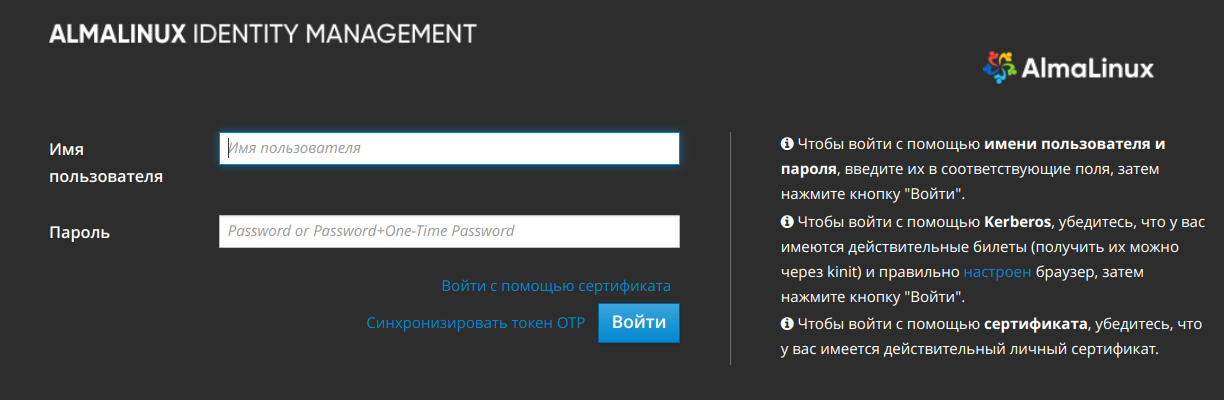 ALMALINUX IDENTITY MANAGEMENT
AlmaLinux
Имя
пользователя
Имя пользователя
Пароль
Password or Password+One-Time Password
Войти с помощью сертификата
Синхронизировать токен OTP
Войти
Чтобы войти с помощью имени пользователя и
пароля, введите их в соответствующие поля, затем
нажмите кнопку "Войти".
Чтобы войти с помощью Kerberos, убедитесь, что у вас
имеются действительные билеты (получить их можно
через kinit) и правильно настроен браузер, затем
нажмите кнопку "Войти".
Чтобы войти с помощью сертификата, убедитесь, что
у вас имеется действительный личный сертификат.